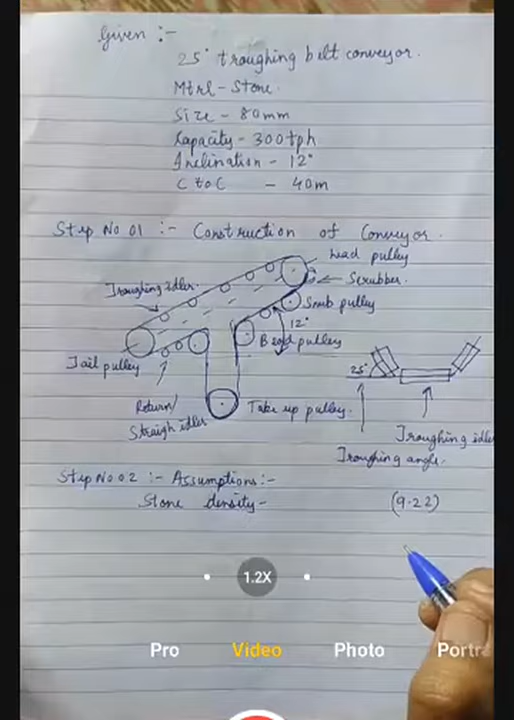 Given :-
25° troughing belt conveyor.
Mtrl - Stone.
Size - 80mm
Capacity - 300tph
Inclination - 12°
C to C - 40m
Step No 01 :- Construction of Conveyor.
head pulley
Troughing idler
Scrubber.
Snub pulley
12°
Bend pulley
Tail pulley
25°
Return/
Straigh idler
Take up pulley.
Troughing idler
Troughing angle.
Step No 02 :- Assumptions :-
Stone density - (9.22)
1.2X
Pro Video Photo Portra